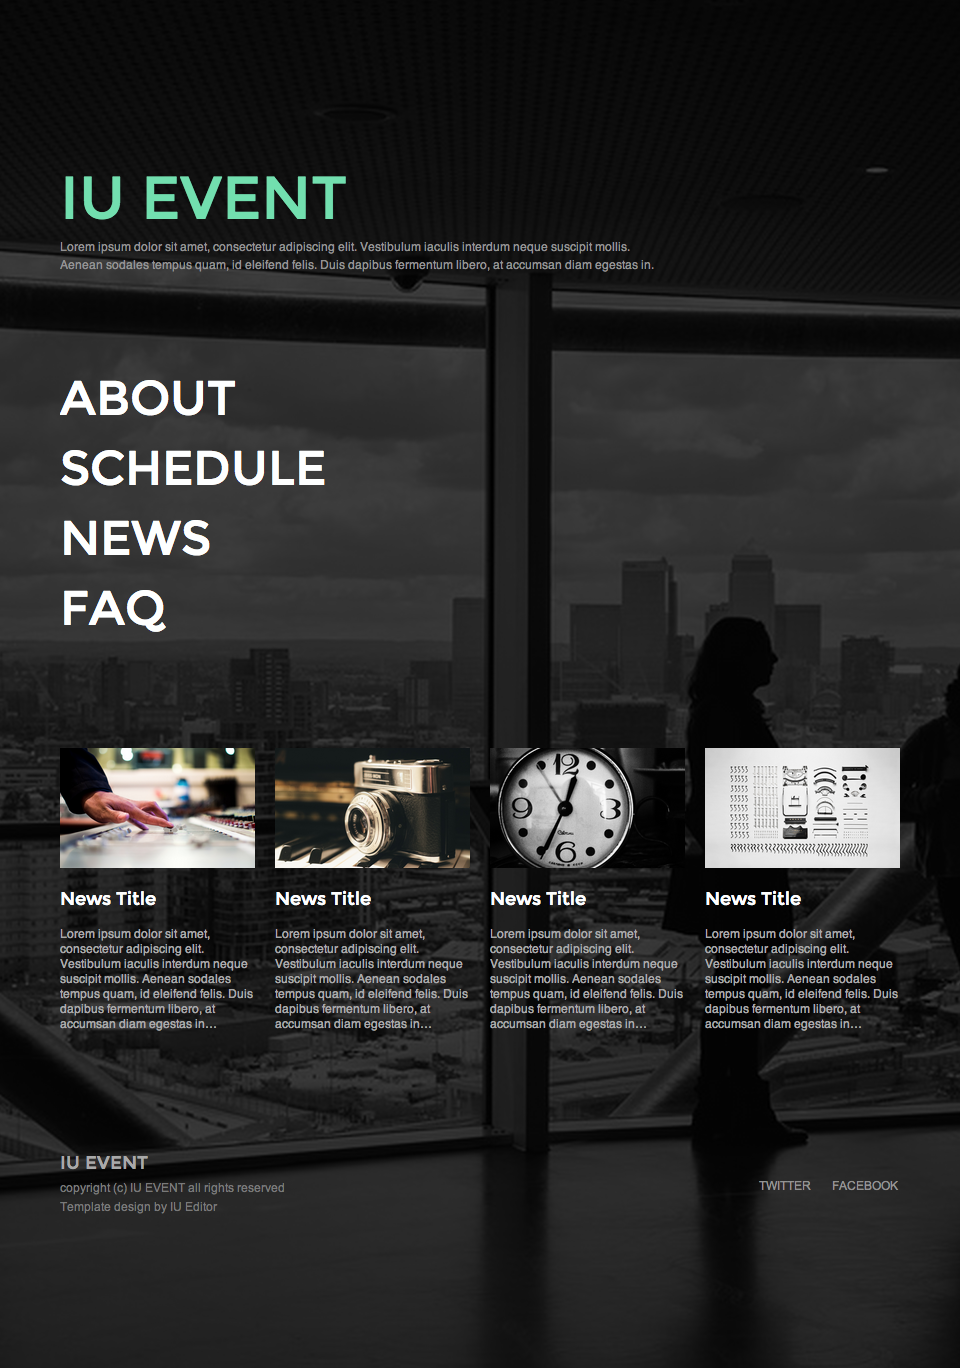 IU EVENT
Lorem ipsum dolor sit amet, consectetur adipiscing elit. Vestibulum iaculis interdum neque suscipit mollis.
Aenean sodales tempus quam, id eleifend felis. Duis dapibus fermentum libero, at accumsan diam egestas in.
ABOUT
SCHEDULE
NEWS
FAQ
12
9
3
6
News Title
Lorem ipsum dolor sit amet,
consectetur adipiscing elit.
Vestibulum iaculis interdum neque
suscipit mollis. Aenean sodales
tempus quam, id eleifend felis. Duis
dapibus fermentum libero, at
accumsan diam egestas in...
News Title
Lorem ipsum dolor sit amet,
consectetur adipiscing elit.
Vestibulum iaculis interdum neque
suscipit mollis. Aenean sodales
tempus quam, id eleifend felis. Duis
dapibus fermentum libero, at
accumsan diam egestas in...
News Title
Lorem ipsum dolor sit amet,
consectetur adipiscing elit.
Vestibulum iaculis interdum neque
suscipit mollis. Aenean sodales
tempus quam, id eleifend felis. Duis
dapibus fermentum libero, at
accumsan diam egestas in...
News Title
Lorem ipsum dolor sit amet,
consectetur adipiscing elit.
Vestibulum iaculis interdum neque
suscipit mollis. Aenean sodales
tempus quam, id eleifend felis. Duis
dapibus fermentum libero, at
accumsan diam egestas in...
IU EVENT
copyright (c) IU EVENT all rights reserved
Template design by IU Editor
TWITTER FACEBOOK